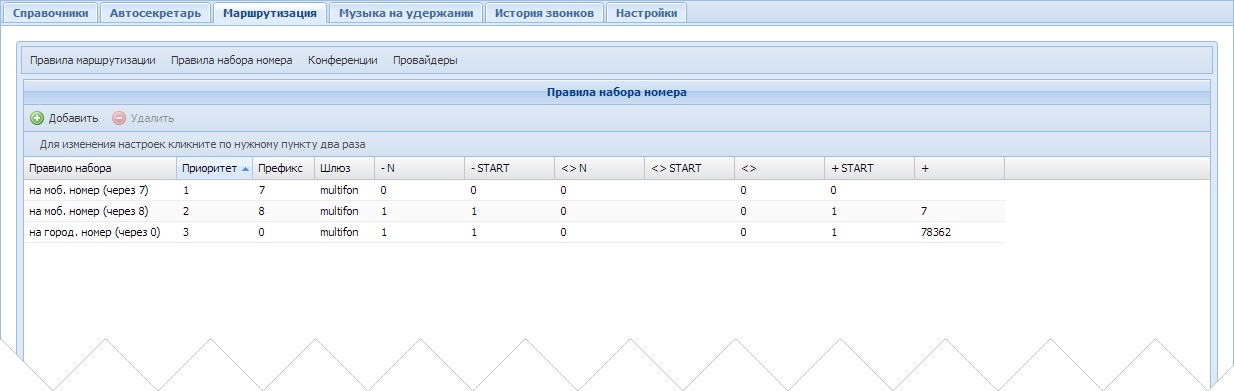 Справочники Автосекретарь Маршрутизация Музыка на удержании История звонков Настройки
Правила маршрутизации Правила набора номера Конференции Провайдеры
Правила набора номера
Добавить Удалить
Для изменения настроек кликните по нужному пункту два раза
Правило набора Приоритет Префикс Шлюз - N - START <> N <> START <> + START +
на моб. номер (через 7) 1 7 multifon 0 0 0 0 0
на моб. номер (через 8) 2 8 multifon 1 1 0 0 1 7
на город. номер (через 0) 3 0 multifon 1 1 0 0 1 78362